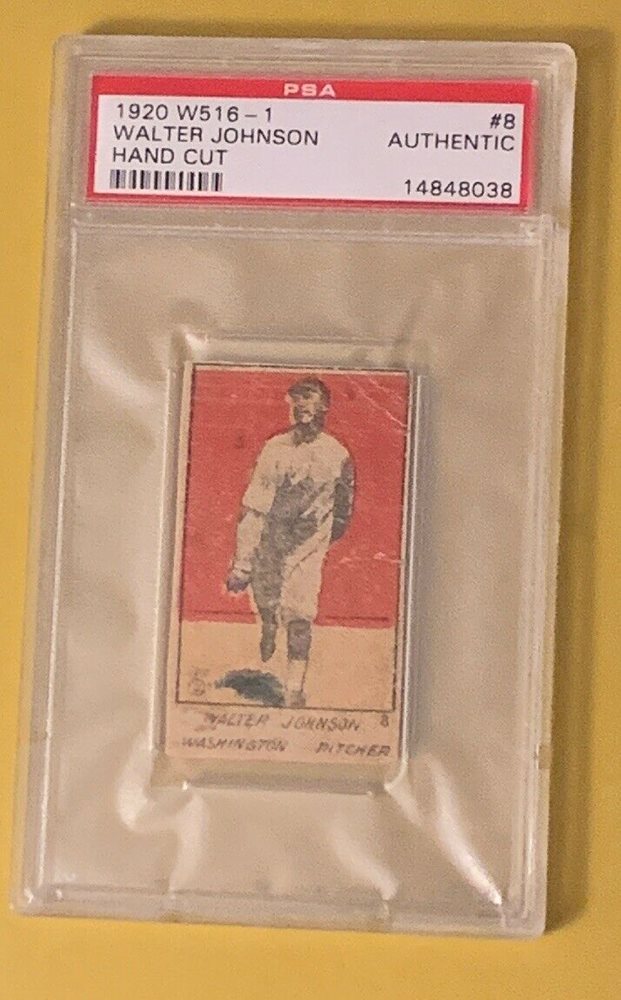 PSA
1920 W516-1 #8
WALTER JOHNSON AUTHENTIC
HAND CUT
14848038
WALTER JOHNSON. 8
WASHINGTON PITCHER